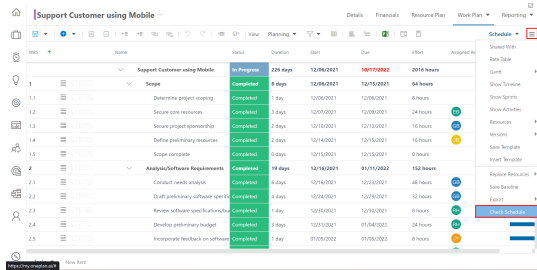 Support Customer using Mobile
Details Financials Resource Plan Work Plan Reporting
View Planning Schedule
WBS Name Status Duration Start Due Effort Assigned Re
Support Customer using Mobile In Progress 226 days 12/06/2021 10/17/2022 2016 hours
1 Scope Completed 8 days 12/06/2021 12/15/2021 64 hours
1.1 Determine project scoping Completed 1 day 12/06/2021 12/06/2021 8 hours
1.2 Secure core resources Completed 3 days 12/07/2021 12/09/2021 24 hours
1.3 Secure project sponsorship Completed 2 days 12/10/2021 12/13/2021 16 hours
1.4 Define preliminary resources Completed 2 days 12/14/2021 12/15/2021 16 hours
1.5 Scope complete Completed 0 days 12/15/2021 12/15/2021 0 hours
2 Analysis/Software Requirements Completed 19 days 12/16/2021 01/11/2022 152 hours
2.1 Conduct needs analysis Completed 6 days 12/16/2021 12/23/2021 48 hours
2.2 Draft preliminary software specific Completed 4 days 12/24/2021 12/29/2021 32 hours
2.3 Review software specifications/bu Completed 1 day 12/30/2021 12/30/2021 8 hours RH
2.4 Develop preliminary budget Completed 3 days 12/31/2021 01/04/2022 24 hours RH
2.5 Incorporate feedback on software Completed 1 day 01/05/2022 01/05/2022 8 hours
Shared With
Rate Table
Gantt
Show Timeline
Show Sprints
Show Activities
Resources
Versions
Save Template
Insert Template
Replace Resources
Save Baseline
Export
Check Schedule
New Item
https://my.oneplan.ai/#